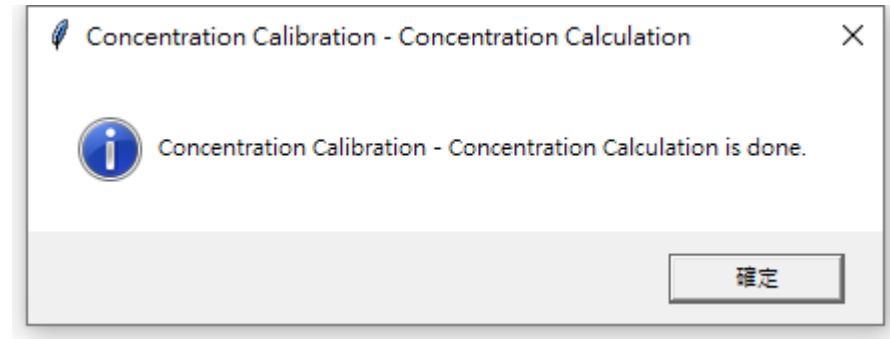 Concentration Calibration - Concentration Calculation
Concentration Calibration - Concentration Calculation is done.
確定